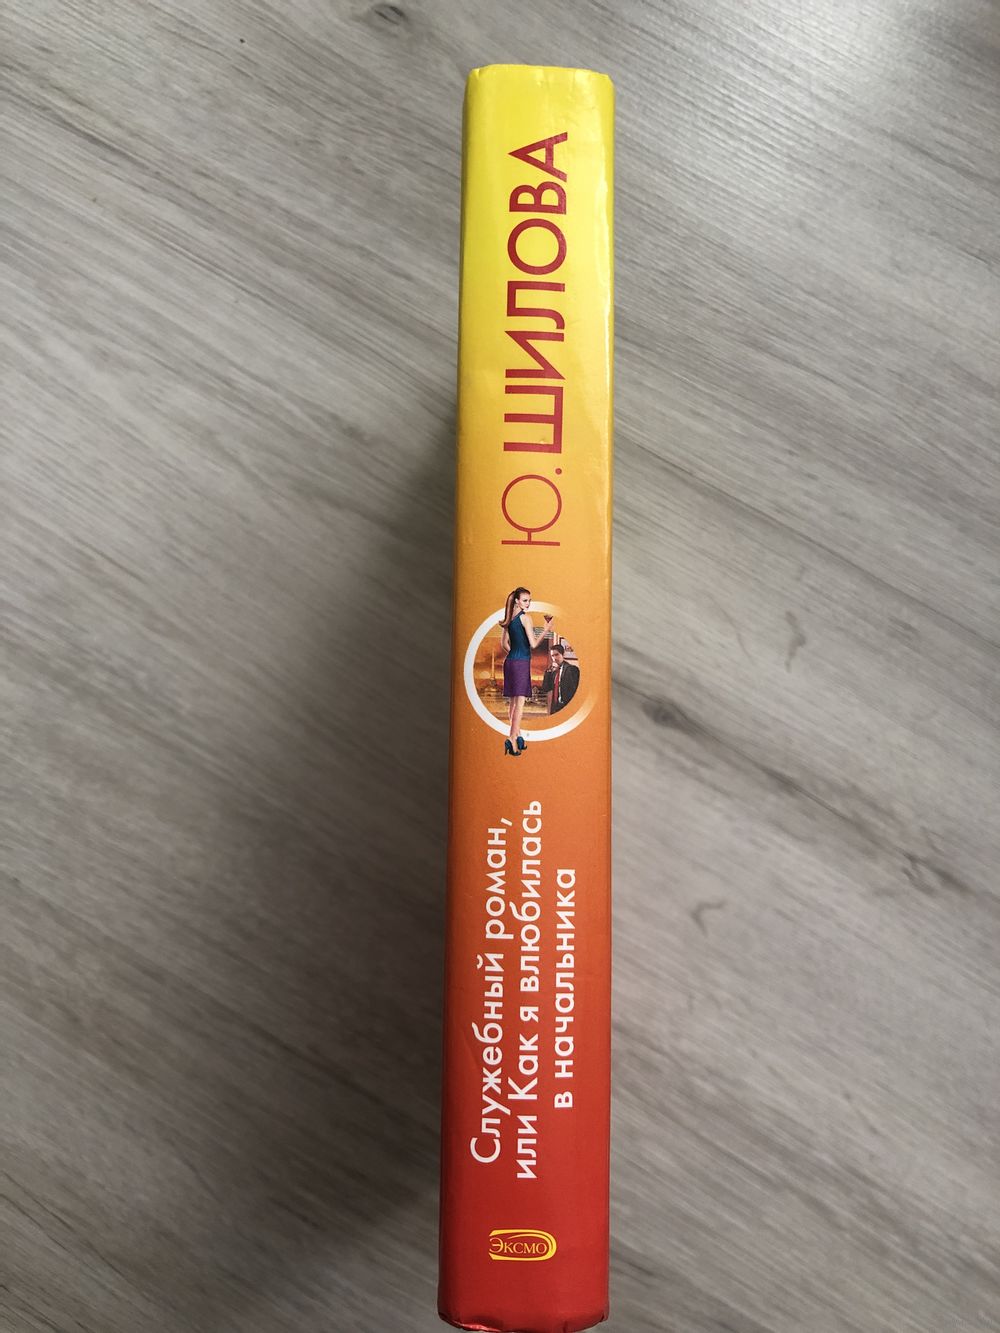 Ю. ШИЛОВА
Служебный роман,
или Как я влюбилась
в начальника
ЭКСМО